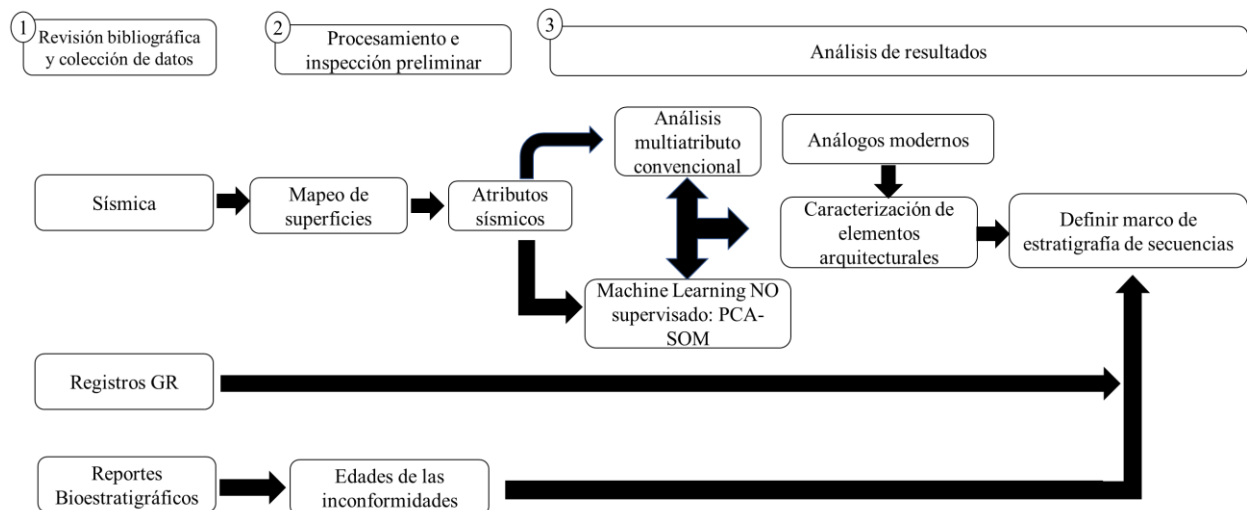 1
Revisión bibliográfica
y colección de datos
2
Procesamiento e
inspección preliminar
3
Análisis de resultados
Sísmica
Mapeo de
superficies
Atributos
sísmicos
Análisis
multiatributo
convencional
Machine Learning NO
supervisado: PCA-
SOM
Análogos modernos
Caracterización de
elementos
arquitecturales
Definir marco de
estratigrafía de secuencias
Registros GR
Reportes
Bioestratigráficos
Edades de las
inconformidades